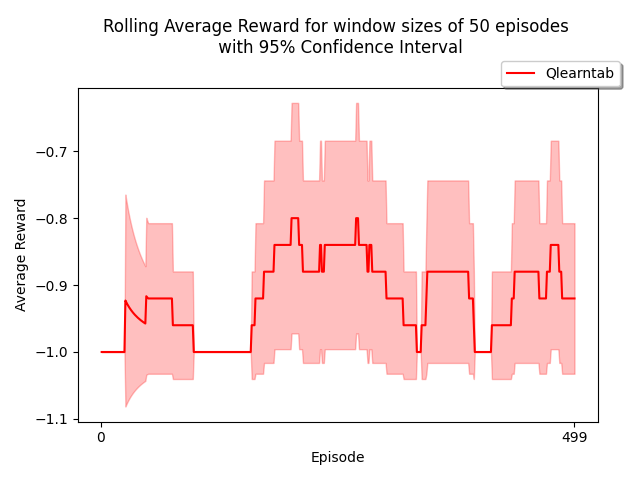 Rolling Average Reward for window sizes of 50 episodes
with 95% Confidence Interval
Qlearntab
−0.7
−0.8
−0.9
−1.0
−1.1
Average Reward
0
499
Episode